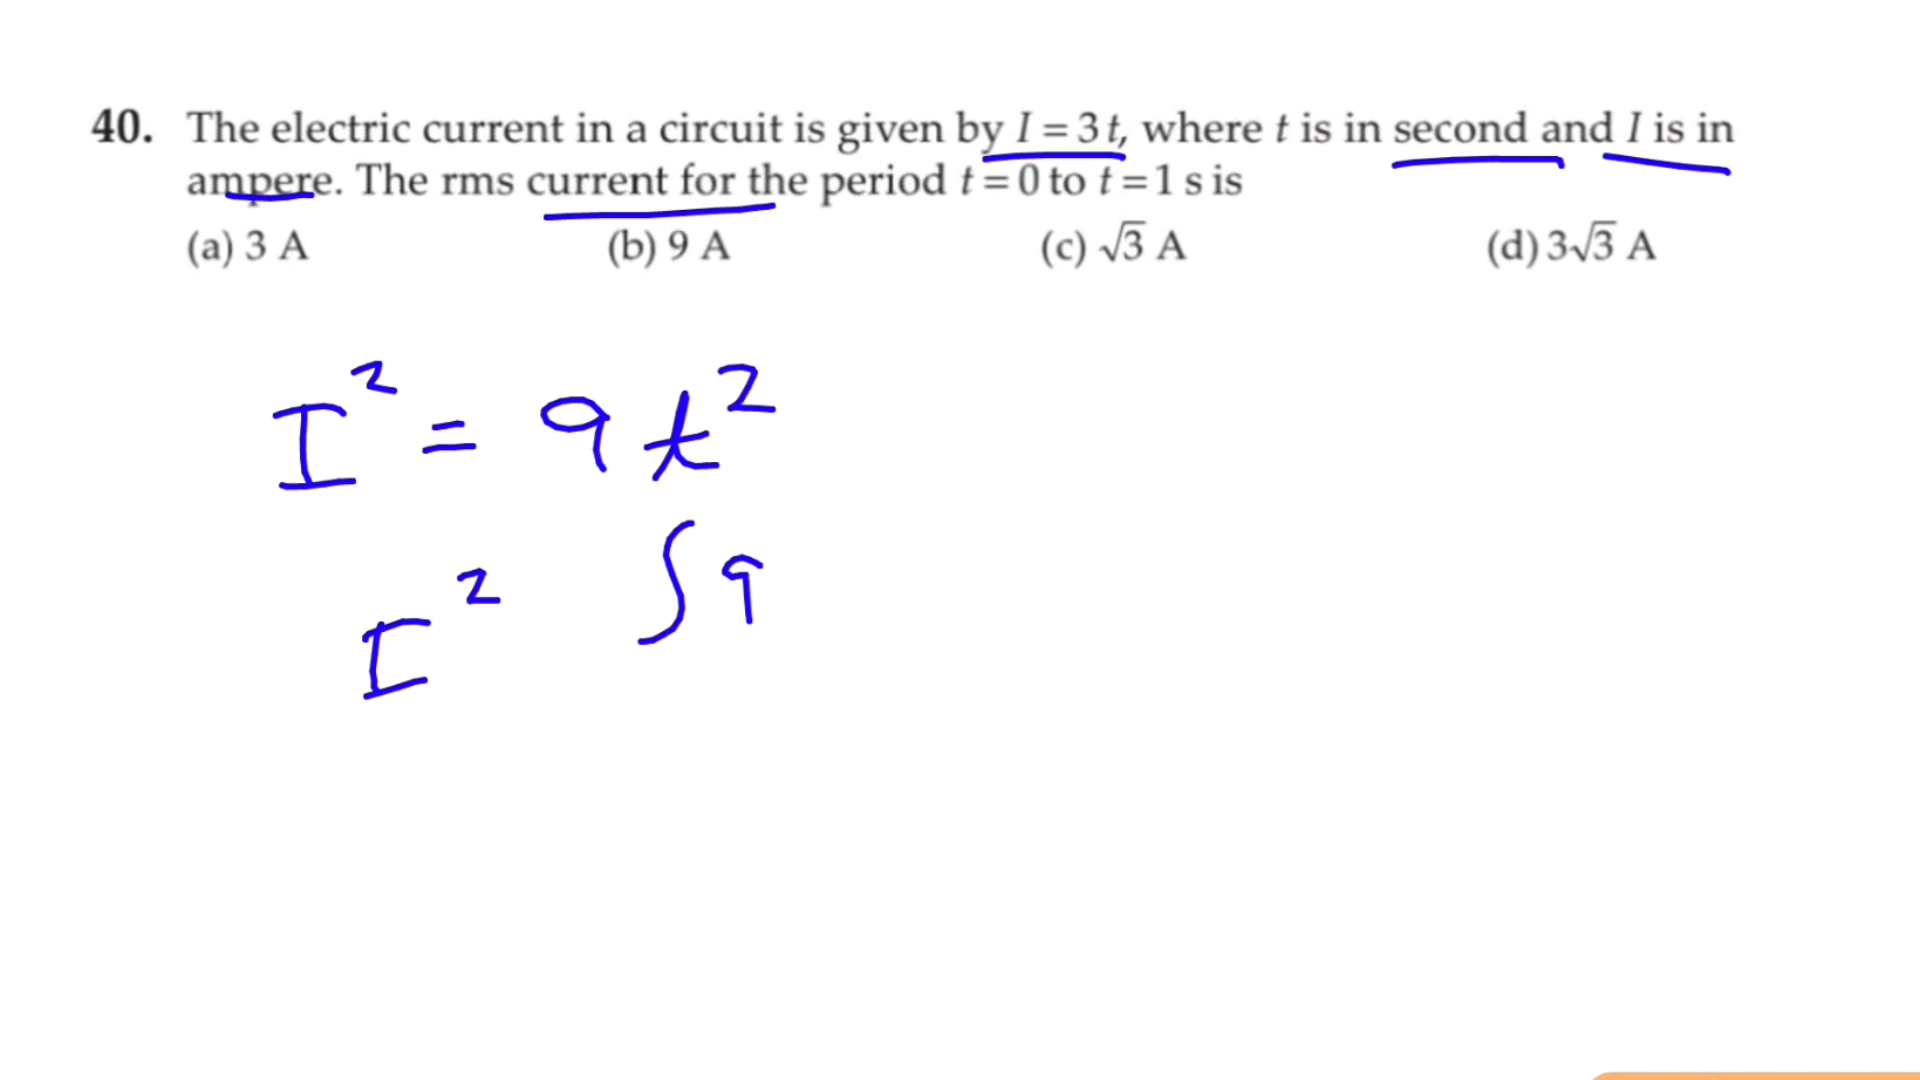 40. The electric current in a circuit is given by I = 3t, where t is in second and I is in
ampere. The rms current for the period t = 0 to t = 1 s is
(a) 3 A (b) 9 A (c) √3 A (d) 3√3 A
I² = 9t²
I² ∫9